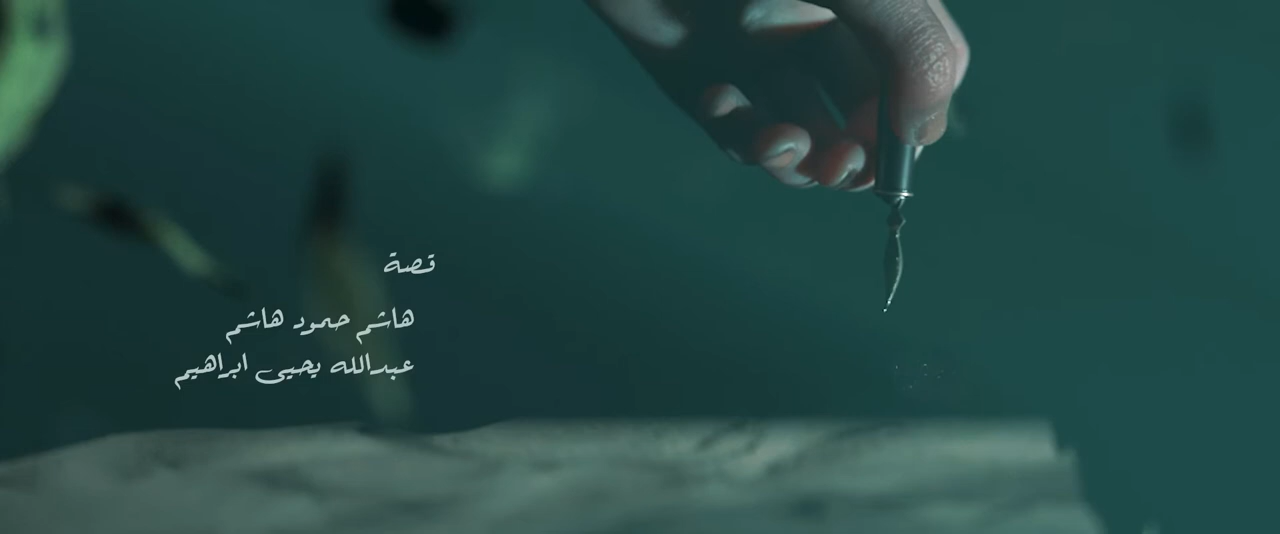 قصة
هاشم حمود هاشم
عبدالله يحيى ابراهيم